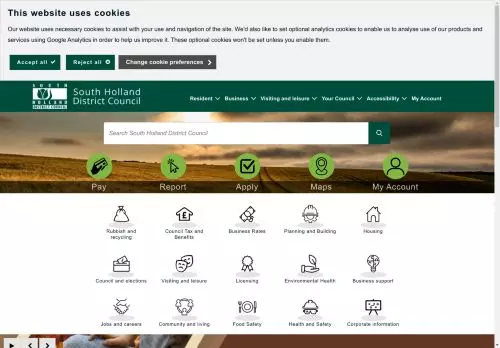 This website uses cookies
Our website uses necessary cookies to assist with your use and navigation of the site. We'd also like to set optional analytics cookies to enable us to analyse use of our products
and services using Google Analytics in order to help us improve it. These optional cookies won't be set unless you enable them.
Accept all
Reject all
Change cookie preferences
SOUTH
HOLLAND
DISTRICT COUNCIL
South Holland
District Council
Resident
Business
Visiting and leisure
Your Council
Accessibility
My Account
Search South Holland District Council
Pay
Report
Apply
Maps
My Account
Rubbish and
recycling
Council Tax and
Benefits
Business Rates
Planning and Building
Housing
Council and elections
Visiting and leisure
Licensing
Environmental Health
Business support
Jobs and careers
Community and living
Food Safety
Health and Safety
Corporate information